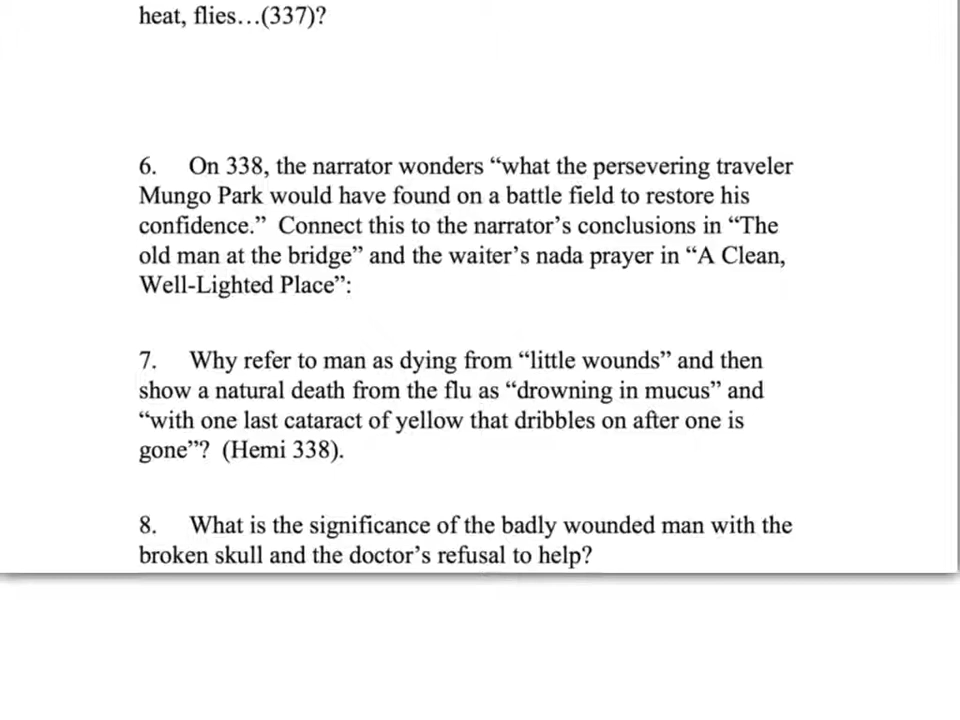 heat, flies…(337)?
6. On 338, the narrator wonders “what the persevering traveler
Mungo Park would have found on a battle field to restore his
confidence.” Connect this to the narrator’s conclusions in “The
old man at the bridge” and the waiter’s nada prayer in “A Clean,
Well-Lighted Place”:
7. Why refer to man as dying from “little wounds” and then
show a natural death from the flu as “drowning in mucus” and
“with one last cataract of yellow that dribbles on after one is
gone”? (Hemi 338).
8. What is the significance of the badly wounded man with the
broken skull and the doctor’s refusal to help?